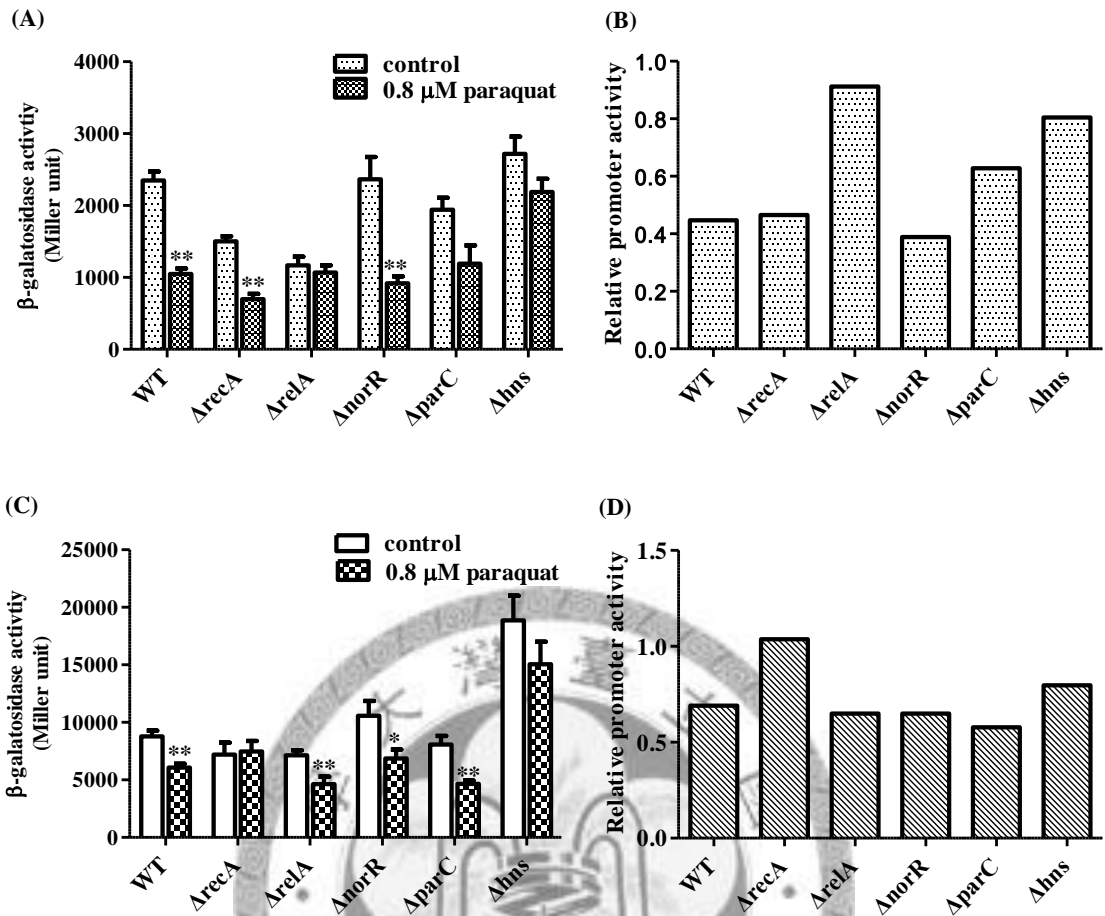 (A)
β-galatosidase activtiy
(Miller unit)
4000
3000
2000
1000
0
control
0.8 µM paraquat
**
**
**
WT
ΔrecA
ΔrelA
ΔnorR
ΔparC
Δhns
(B)
Relative promoter activity
1.0
0.8
0.6
0.4
0.2
0.0
WT
ΔrecA
ΔrelA
ΔnorR
ΔparC
Δhns
(C)
β-galatosidase activtiy
(Miller unit)
25000
20000
15000
10000
5000
0
control
0.8 µM paraquat
**
**
*
**
WT
ΔrecA
ΔrelA
ΔnorR
ΔparC
Δhns
(D)
Relative promoter activity
1.5
1.0
0.5
0.0
WT
ΔrecA
ΔrelA
ΔnorR
ΔparC
Δhns